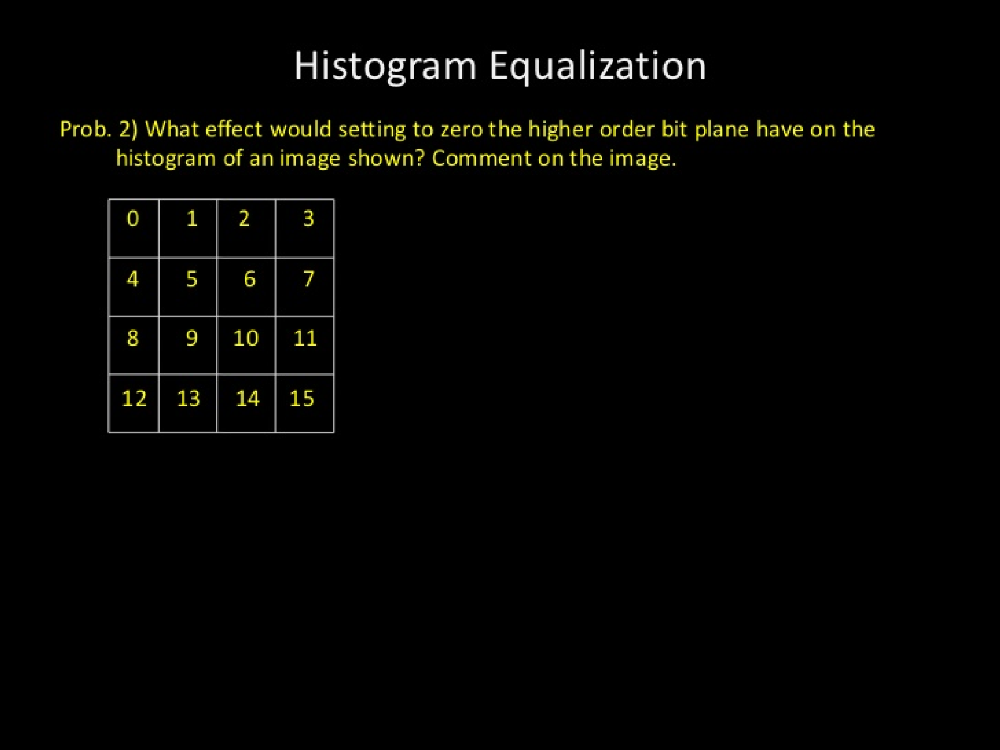 Histogram Equalization
Prob. 2) What effect would setting to zero the higher order bit plane have on the
histogram of an image shown? Comment on the image.
0 1 2 3
4 5 6 7
8 9 10 11
12 13 14 15